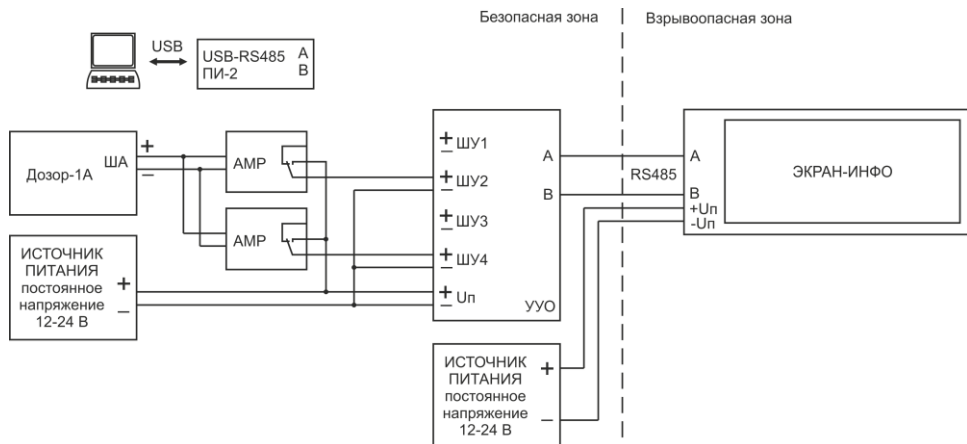 Безопасная зона
Взрывоопасная зона
USB
USB-RS485 A
ПИ-2 B
Дозор-1А
ША
+
–
АМР
АМР
ИСТОЧНИК
ПИТАНИЯ
постоянное
напряжение
12-24 В
+
–
+ ШУ1
–
+ ШУ2
–
+ ШУ3
–
+ ШУ4
–
+ Uп
–
A
B
УУО
RS485
A
B
+Uп
-Uп
ЭКРАН-ИНФО
ИСТОЧНИК
ПИТАНИЯ
постоянное
напряжение
12-24 В
+
–